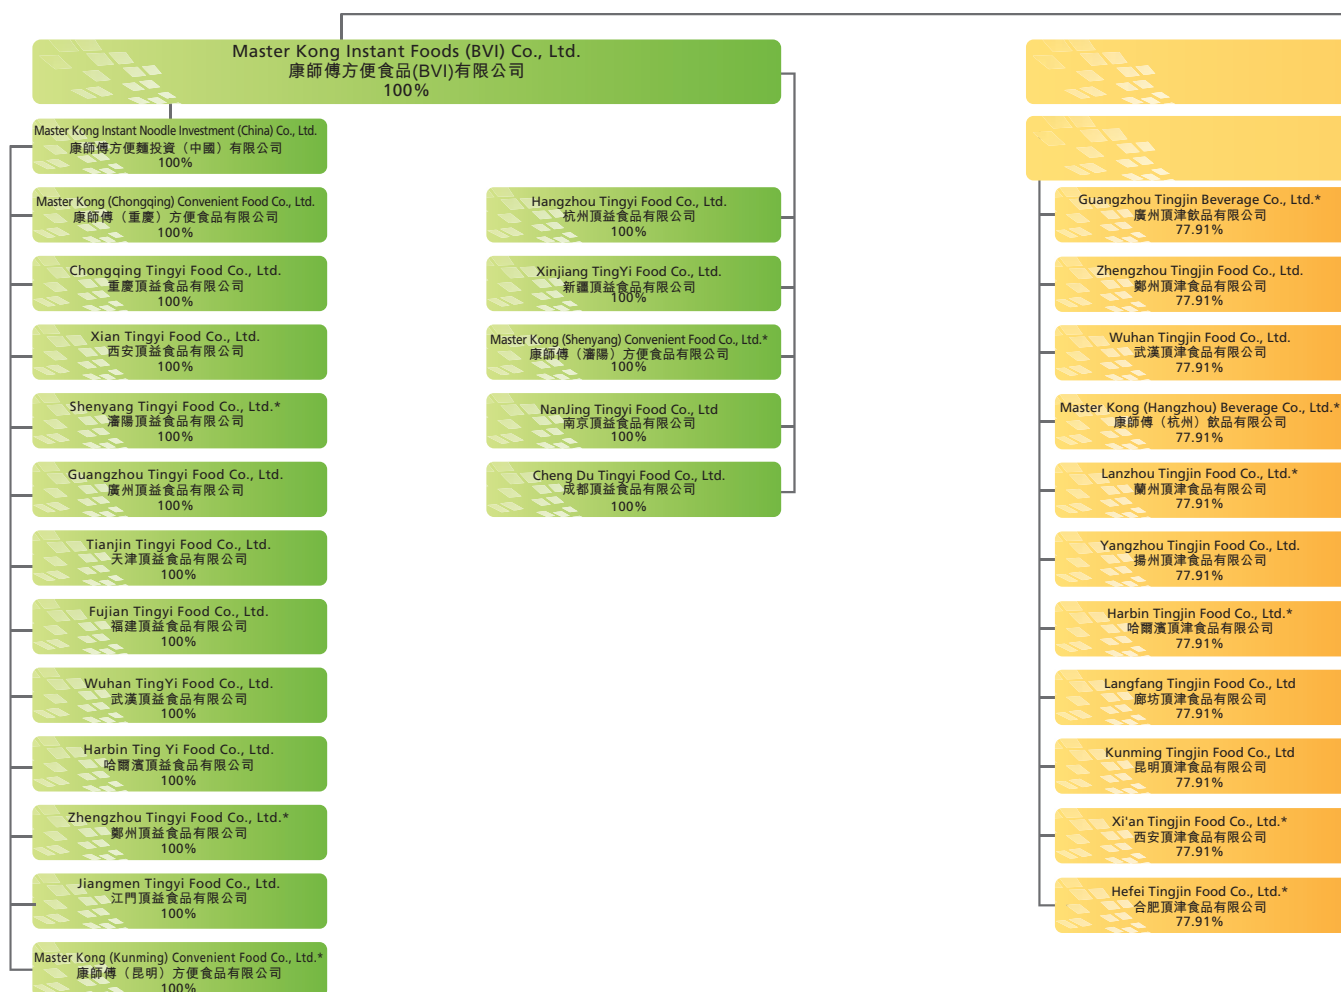 Master Kong Instant Foods (BVI) Co., Ltd.
康師傅方便食品(BVI)有限公司
100%
Master Kong Instant Noodle Investment (China) Co., Ltd.
康師傅方便麵投資（中國）有限公司
100%
Master Kong (Chongqing) Convenient Food Co., Ltd.
康師傅（重慶）方便食品有限公司
100%
Chongqing Tingyi Food Co., Ltd.
重慶頂益食品有限公司
100%
Xian Tingyi Food Co., Ltd.
西安頂益食品有限公司
100%
Shenyang Tingyi Food Co., Ltd.*
瀋陽頂益食品有限公司
100%
Guangzhou Tingyi Food Co., Ltd.
廣州頂益食品有限公司
100%
Tianjin Tingyi Food Co., Ltd.
天津頂益食品有限公司
100%
Fujian Tingyi Food Co., Ltd.
福建頂益食品有限公司
100%
Wuhan TingYi Food Co., Ltd.
武漢頂益食品有限公司
100%
Harbin Ting Yi Food Co., Ltd.
哈爾濱頂益食品有限公司
100%
Zhengzhou Tingyi Food Co., Ltd.*
鄭州頂益食品有限公司
100%
Jiangmen Tingyi Food Co., Ltd.
江門頂益食品有限公司
100%
Master Kong (Kunming) Convenient Food Co., Ltd.*
康師傅（昆明）方便食品有限公司
100%
Hangzhou Tingyi Food Co., Ltd.
杭州頂益食品有限公司
100%
Xinjiang TingYi Food Co., Ltd.
新疆頂益食品有限公司
100%
Master Kong (Shenyang) Convenient Food Co., Ltd.*
康師傅（瀋陽）方便食品有限公司
100%
NanJing Tingyi Food Co., Ltd
南京頂益食品有限公司
100%
Cheng Du Tingyi Food Co., Ltd.
成都頂益食品有限公司
100%
Guangzhou Tingjin Beverage Co., Ltd.*
廣州頂津飲品有限公司
77.91%
Zhengzhou Tingjin Food Co., Ltd.
鄭州頂津食品有限公司
77.91%
Wuhan Tingjin Food Co., Ltd.
武漢頂津食品有限公司
77.91%
Master Kong (Hangzhou) Beverage Co., Ltd.*
康師傅（杭州）飲品有限公司
77.91%
Lanzhou Tingjin Food Co., Ltd.*
蘭州頂津食品有限公司
77.91%
Yangzhou Tingjin Food Co., Ltd.
揚州頂津食品有限公司
77.91%
Harbin Tingjin Food Co., Ltd.*
哈爾濱頂津食品有限公司
77.91%
Langfang Tingjin Food Co., Ltd
廊坊頂津食品有限公司
77.91%
Kunming Tingjin Food Co., Ltd
昆明頂津食品有限公司
77.91%
Xi'an Tingjin Food Co., Ltd.*
西安頂津食品有限公司
77.91%
Hefei Tingjin Food Co., Ltd.*
合肥頂津食品有限公司
77.91%